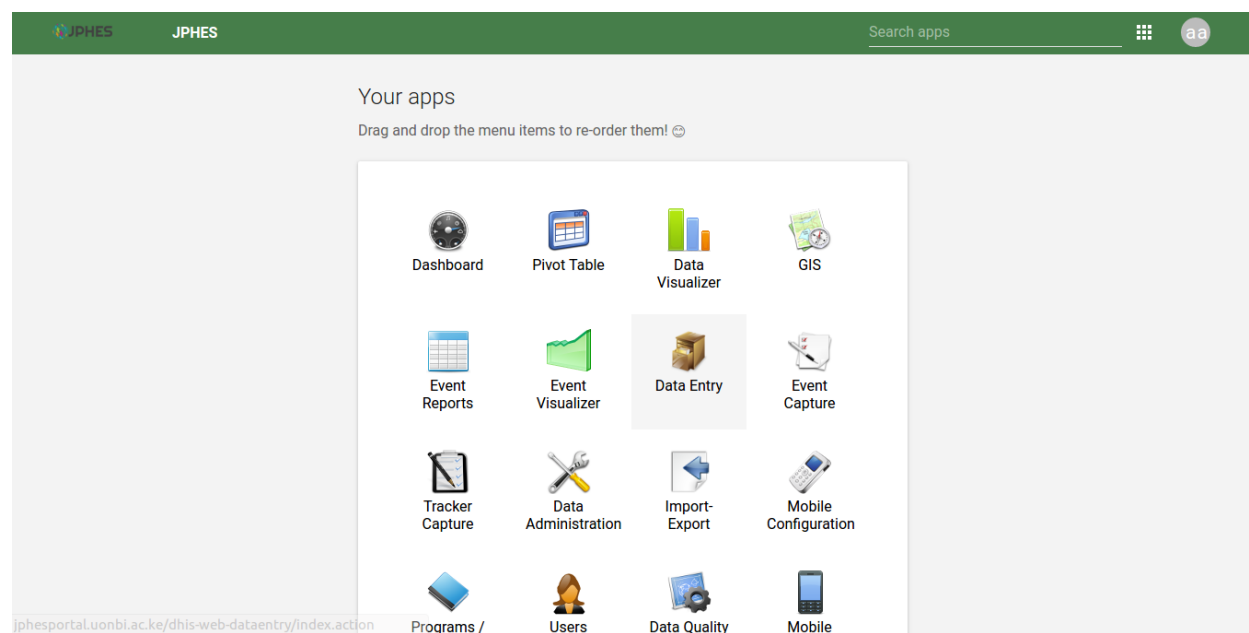 JPHES
JPHES
Search apps
aa
Your apps
Drag and drop the menu items to re-order them! 😊
Dashboard
Pivot Table
Data
Visualizer
GIS
Event
Reports
Event
Visualizer
Data Entry
Event
Capture
Tracker
Capture
Data
Administration
Import-
Export
Mobile
Configuration
Programs /
Users
Data Quality
Mobile
jphesportal.uonbi.ac.ke/dhis-web-dataentry/index.action